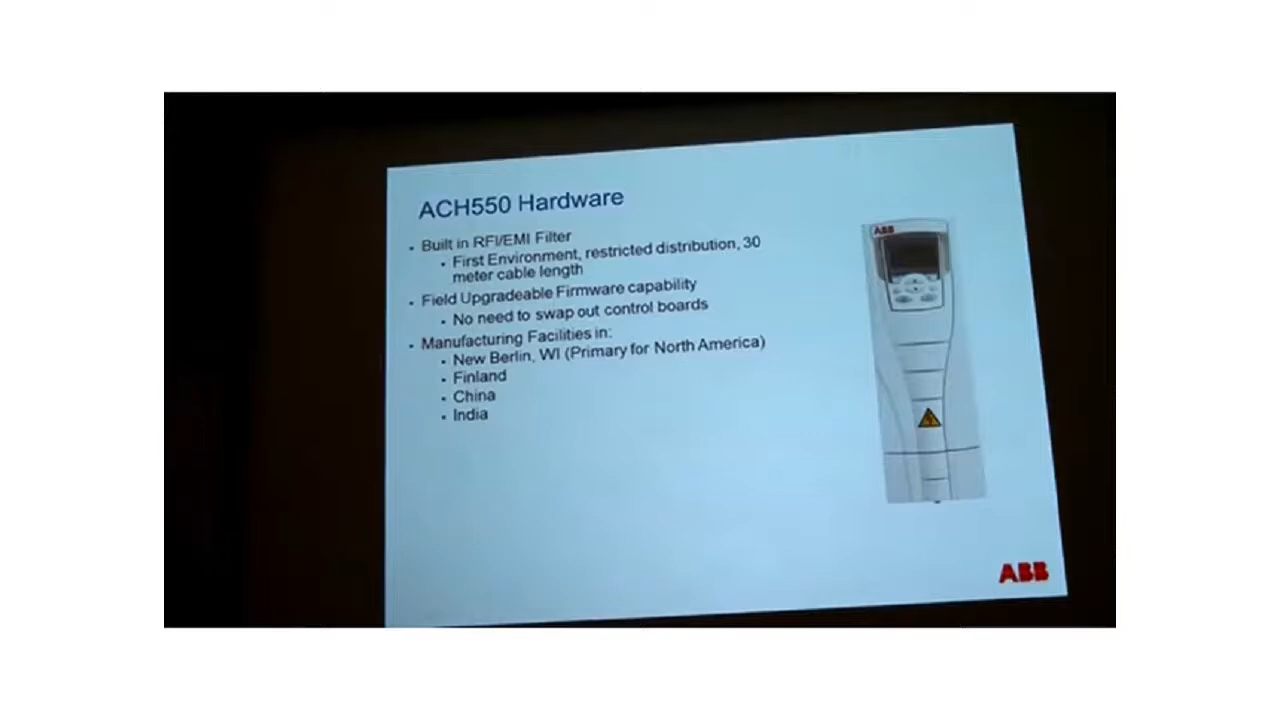 ACH550 Hardware
• Built in RFI/EMI Filter
• First Environment, restricted distribution, 30
meter cable length
• Field Upgradeable Firmware capability
• No need to swap out control boards
• Manufacturing Facilities in:
• New Berlin, WI (Primary for North America)
• Finland
• China
• India
ABB
ABB